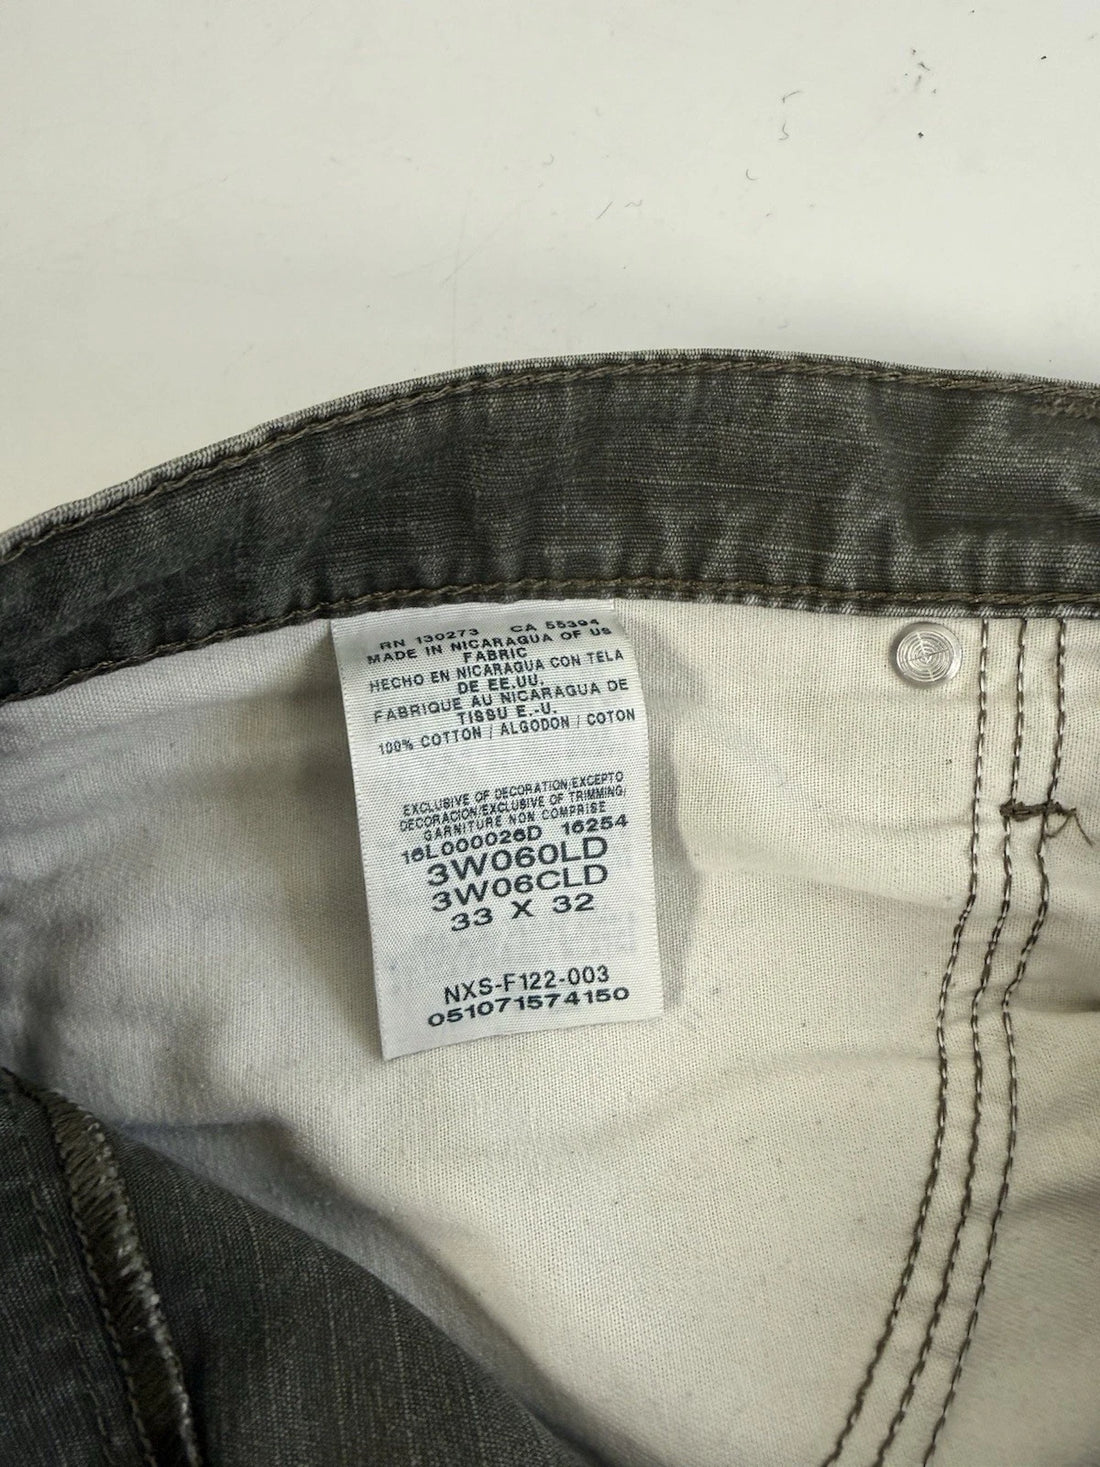 RN 130273 CA 55394
MADE IN NICARAGUA OF US
FABRIC
HECHO EN NICARAGUA CON TELA
DE EE.UU.
FABRIQUE AU NICARAGUA DE
TISSU E.-U.
100% COTTON / ALGODON / COTON
EXCLUSIVE OF DECORATION/EXCEPTO
DECORACION/EXCLUSIVE OF TRIMMING/
GARNITURE NON COMPRISE
16L000026D 16254
3W060LD
3W06CLD
33 X 32
NXS-F122-003
051071574150